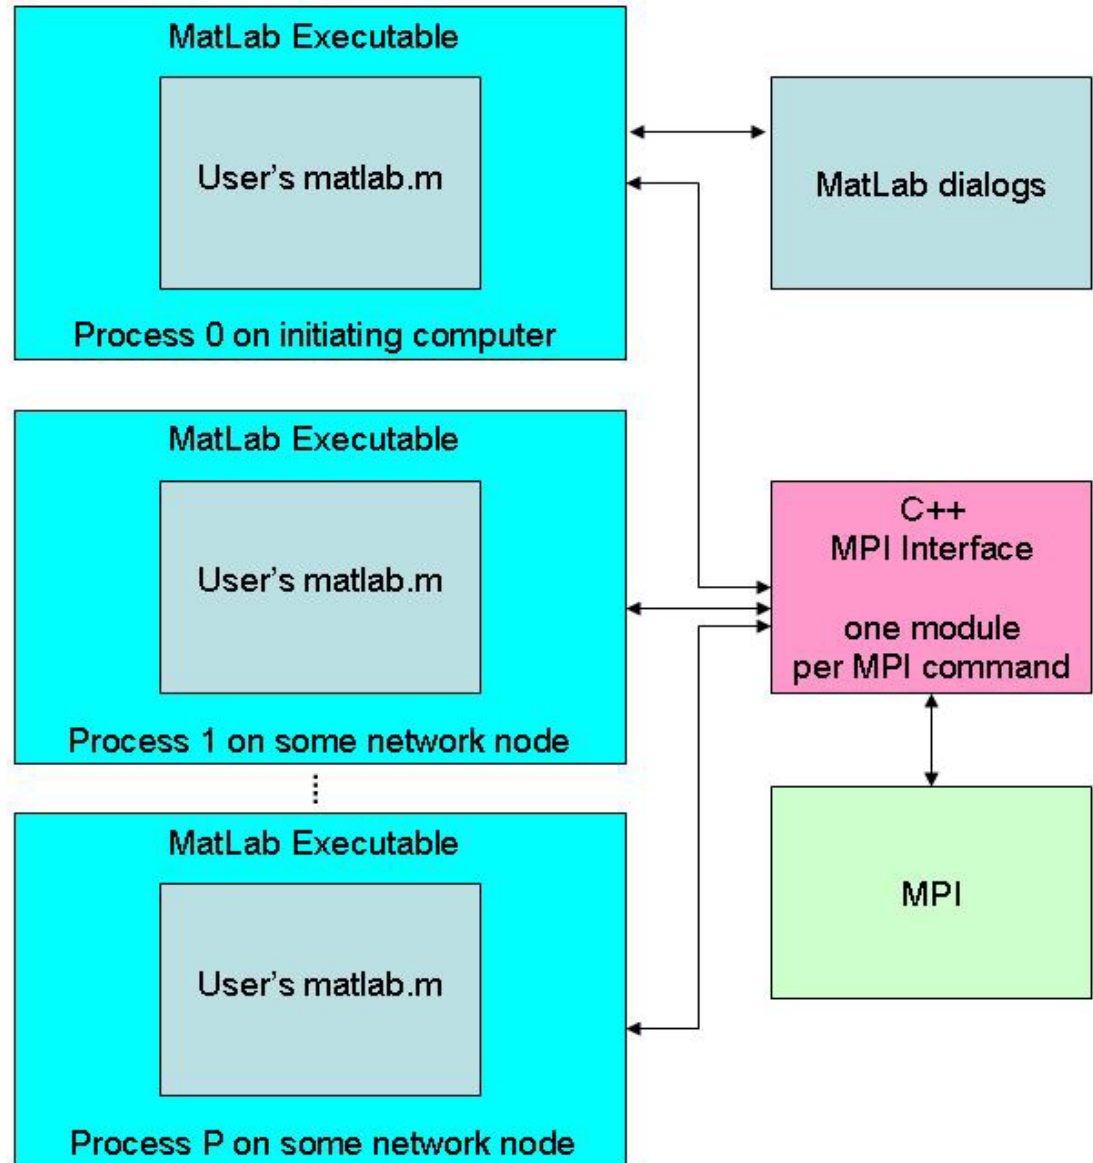 MatLab Executable
User's matlab.m
Process 0 on initiating computer
MatLab dialogs
MatLab Executable
User's matlab.m
Process 1 on some network node
C++
MPI Interface
one module
per MPI command
MatLab Executable
User's matlab.m
Process P on some network node
MPI